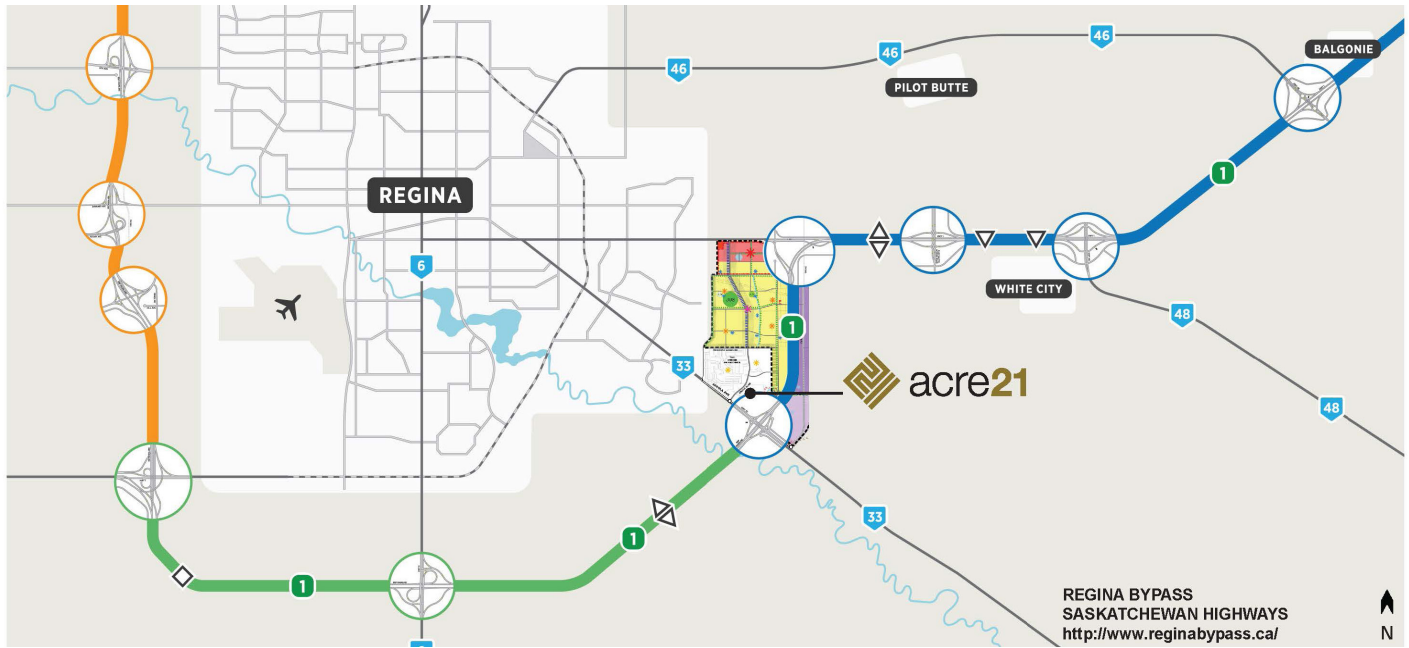 46
46
46
BALGONIE
PILOT BUTTE
1
REGINA
6
WHITE CITY
1
48
33
acre21
48
33
1
1
REGINA BYPASS
SASKATCHEWAN HIGHWAYS
http://www.reginabypass.ca/
N